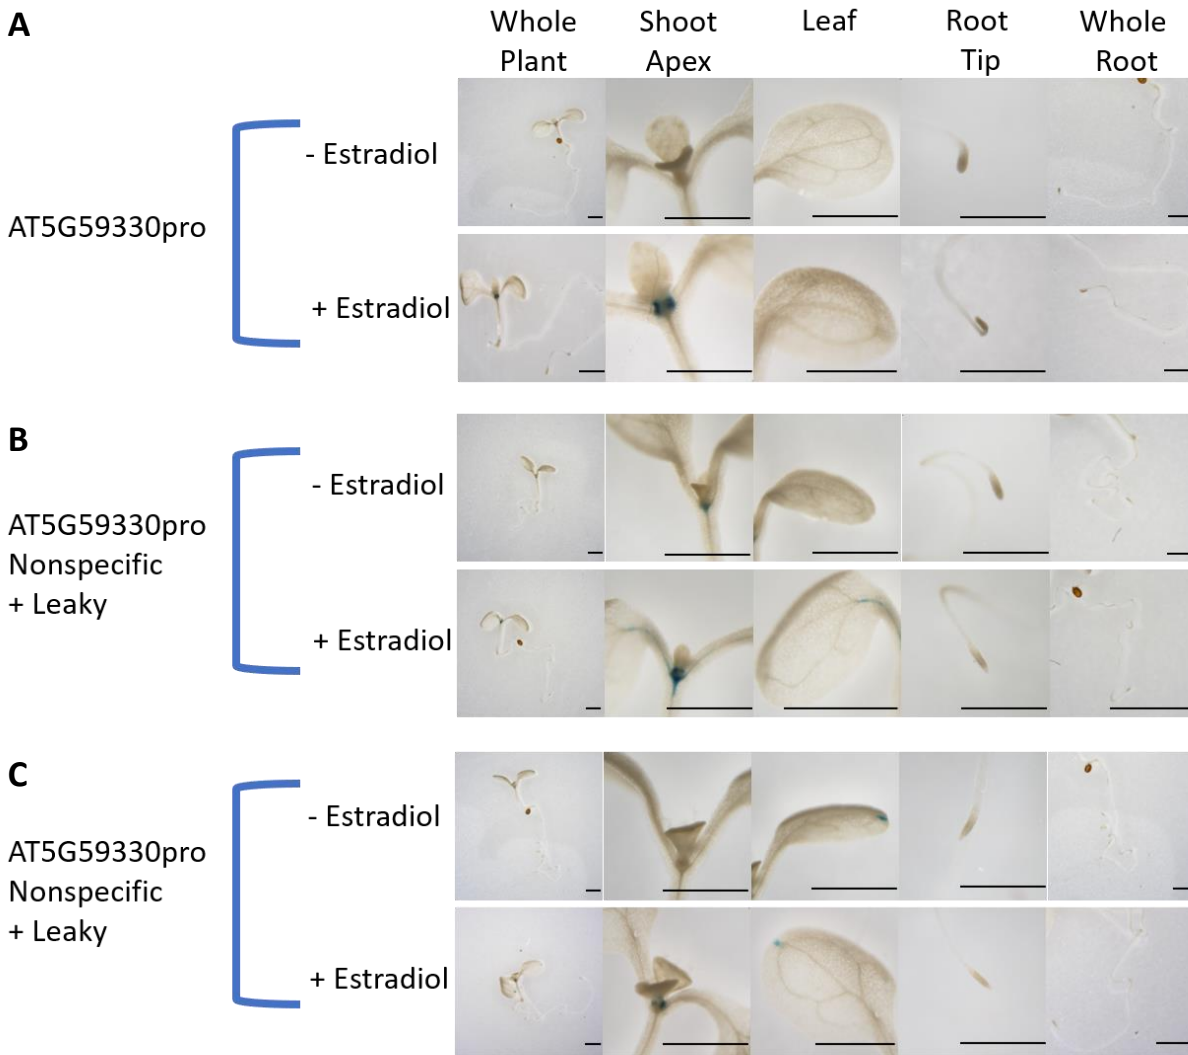 A
Whole Plant
Shoot Apex
Leaf
Root Tip
Whole Root
AT5G59330pro
- Estradiol
+ Estradiol
B
AT5G59330pro
Nonspecific
+ Leaky
- Estradiol
+ Estradiol
C
AT5G59330pro
Nonspecific
+ Leaky
- Estradiol
+ Estradiol